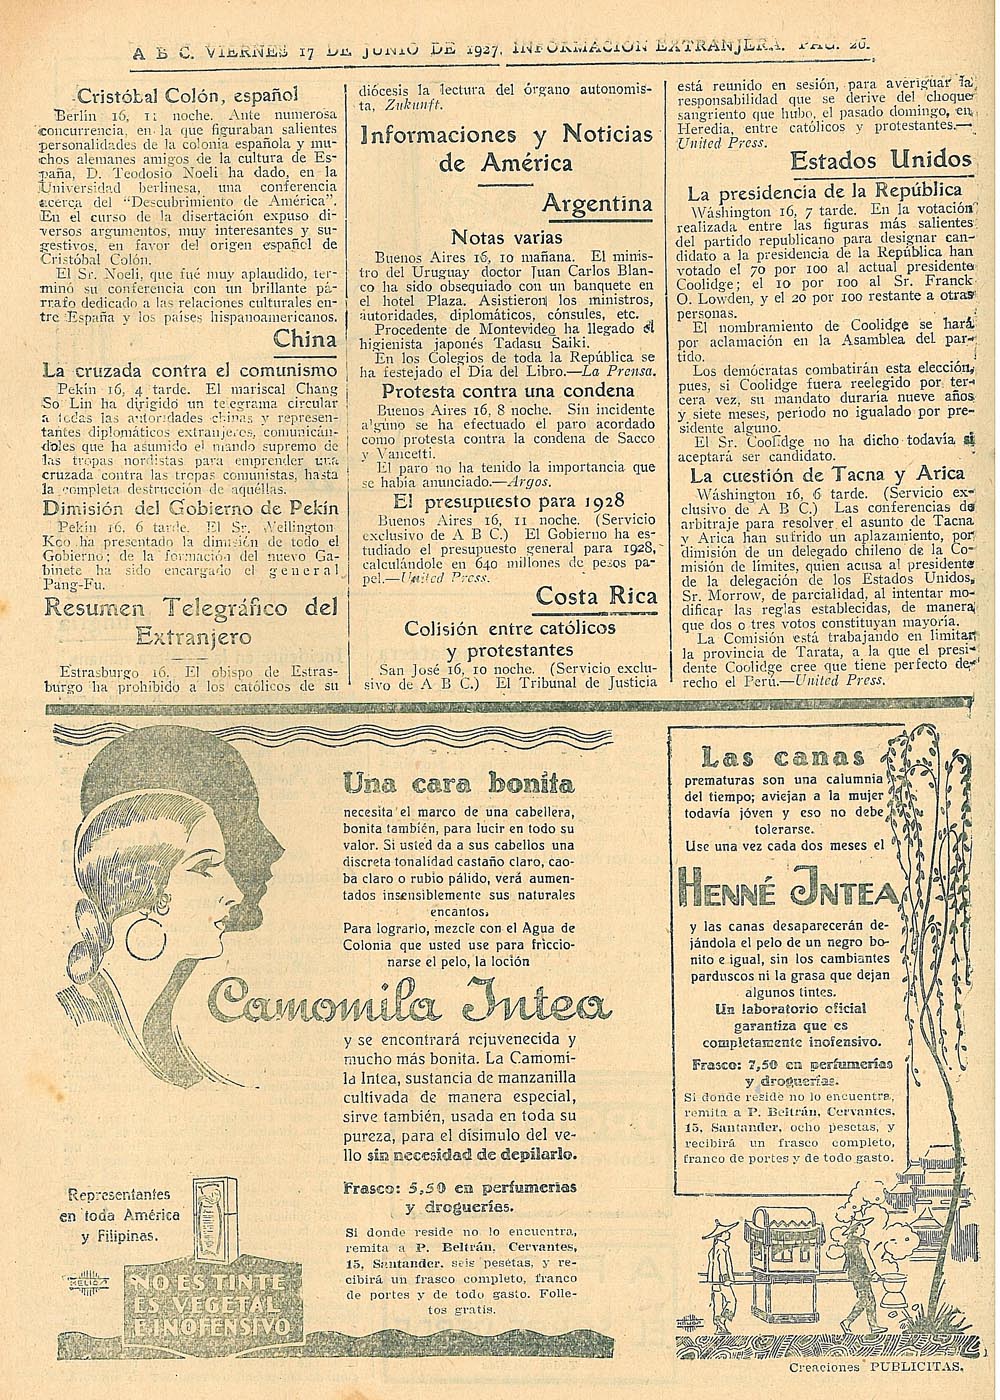 A B C. VIERNES 17 DE JUNIO DE 1927. INFORMACION EXTRANJERA. PAG. 26.
Cristóbal Colón, español
Berlín 16, 11 noche. Ante numerosa
concurrencia, en la que figuraban salientes
personalidades de la colonia española y mu-
chos alemanes amigos de la cultura de Es-
paña, D. Teodosio Noeli ha dado, en la
Universidad berlinesa, una conferencia
acerca del "Descubrimiento de América".
En el curso de la disertación expuso di-
versos argumentos, muy interesantes y su-
gestivos, en favor del origen español de
Cristóbal Colón.
El Sr. Noeli, que fué muy aplaudido, ter-
minó su conferencia con un brillante pá-
rrafo dedicado a las relaciones culturales en-
tre España y los países hispanoamericanos.
China
La cruzada contra el comunismo
Pekín 16, 4 tarde. El mariscal Chang
So Lin ha dirigido un telegrama circular
a todas las autoridades chinas y represen-
tantes diplomáticos extranjeros, comunicán-
doles que ha asumido el mando supremo de
las tropas nordistas para emprender una
cruzada contra las tropas comunistas, hasta
la completa destrucción de aquéllas.
Dimisión del Gobierno de Pekín
Pekín 16, 6 tarde. El Sr. Wellington
Koo ha presentado la dimisión de todo el
Gobierno; de la formación del nuevo Ga-
binete ha sido encargado el general
Pang-Fu.
Resumen Telegráfico del
Extranjero
Estrasburgo 16. El obispo de Estras-
burgo ha prohibido a los católicos de su
diócesis la lectura del órgano autonomis-
ta, Zukunft.
Informaciones y Noticias
de América
Argentina
Notas varias
Buenos Aires 16, 10 mañana. El minis-
tro del Uruguay doctor Juan Carlos Blan-
co ha sido obsequiado con un banquete en
el hotel Plaza. Asistieron los ministros,
autoridades, diplomáticos, cónsules, etc.
Procedente de Montevideo ha llegado el
higienista japonés Tadasu Saiki.
En los Colegios de toda la República se
ha festejado el Día del Libro.—La Prensa.
Protesta contra una condena
Buenos Aires 16, 8 noche. Sin incidente
alguno se ha efectuado el paro acordado
como protesta contra la condena de Sacco
y Vancetti.
El paro no ha tenido la importancia que
se había anunciado.—Argos.
El presupuesto para 1928
Buenos Aires 16, 11 noche. (Servicio
exclusivo de A B C.) El Gobierno ha es-
tudiado el presupuesto general para 1928,
calculándole en 640 millones de pesos pa-
pel.—United Press.
Costa Rica
Colisión entre católicos
y protestantes
San José 16, 10 noche. (Servicio exclu-
sivo de A B C.) El Tribunal de Justicia
está reunido en sesión, para averiguar la
responsabilidad que se derive del choque
sangriento que hubo, el pasado domingo, en
Heredia, entre católicos y protestantes.—
United Press.
Estados Unidos
La presidencia de la República
Wáshington 16, 7 tarde. En la votación
realizada entre las figuras más salientes
del partido republicano para designar can-
didato a la presidencia de la República han
votado el 70 por 100 al actual presidente
Coolidge; el 10 por 100 al Sr. Franck
O. Lowden, y el 20 por 100 restante a otras
personas.
El nombramiento de Coolidge se hará
por aclamación en la Asamblea del par-
tido.
Los demócratas combatirán esta elección,
pues, si Coolidge fuera reelegido por ter-
cera vez, su mandato duraría nueve años
y siete meses, periodo no igualado por pre-
sidente alguno.
El Sr. Coolidge no ha dicho todavía si
aceptará ser candidato.
La cuestión de Tacna y Arica
Wáshington 16, 6 tarde. (Servicio ex-
clusivo de A B C.) Las conferencias de
arbitraje para resolver el asunto de Tacna
y Arica han sufrido un aplazamiento, por
dimisión de un delegado chileno de la Co-
misión de límites, quien acusa al presidente
de la delegación de los Estados Unidos,
Sr. Morrow, de parcialidad, al intentar mo-
dificar las reglas establecidas, de manera
que dos o tres votos constituyan mayoría.
La Comisión está trabajando en limitar
la provincia de Tarata, a la que el presi-
dente Coolidge cree que tiene perfecto de-
recho el Perú.—United Press.
Una cara bonita
necesita el marco de una cabellera,
bonita también, para lucir en todo su
valor. Si usted da a sus cabellos una
discreta tonalidad castaño claro, cao-
ba claro o rubio pálido, verá aumen-
tados insensiblemente sus naturales
encantos.
Para lograrlo, mezcle con el Agua de
Colonia que usted use para friccio-
narse el pelo, la loción
Camomila Intea
y se encontrará rejuvenecida y
mucho más bonita. La Camomi-
la Intea, sustancia de manzanilla
cultivada de manera especial,
sirve también, usada en toda su
pureza, para el disimulo del ve-
llo sin necesidad de depilarlo.
Frasco: 5,50 en perfumerías
y droguerías.
Si donde reside no lo encuentra,
remita a P. Beltrán, Cervantes,
15, Santander, seis pesetas, y re-
cibirá un frasco completo, franco
de portes y de todo gasto. Folle-
tos gratis.
Representantes
en toda América
y Filipinas.
HELIOS
NO ES TINTE
ES VEGETAL
E INOFENSIVO
Las canas
prematuras son una calumnia
del tiempo; aviejan a la mujer
todavía jóven y eso no debe
tolerarse.
Use una vez cada dos meses el
HENNÉ INTEA
y las canas desaparecerán de-
jándola el pelo de un negro bo-
nito e igual, sin los cambiantes
parduscos ni la grasa que dejan
algunos tintes.
Un laboratorio oficial
garantiza que es
completamente inofensivo.
Frasco: 7,50 en perfumerías
y droguerías.
Si donde reside no lo encuentra,
remita a P. Beltrán, Cervantes,
15, Santander, ocho pesetas, y
recibirá un frasco completo,
franco de portes y de todo gasto.
Creaciones PUBLICITAS.